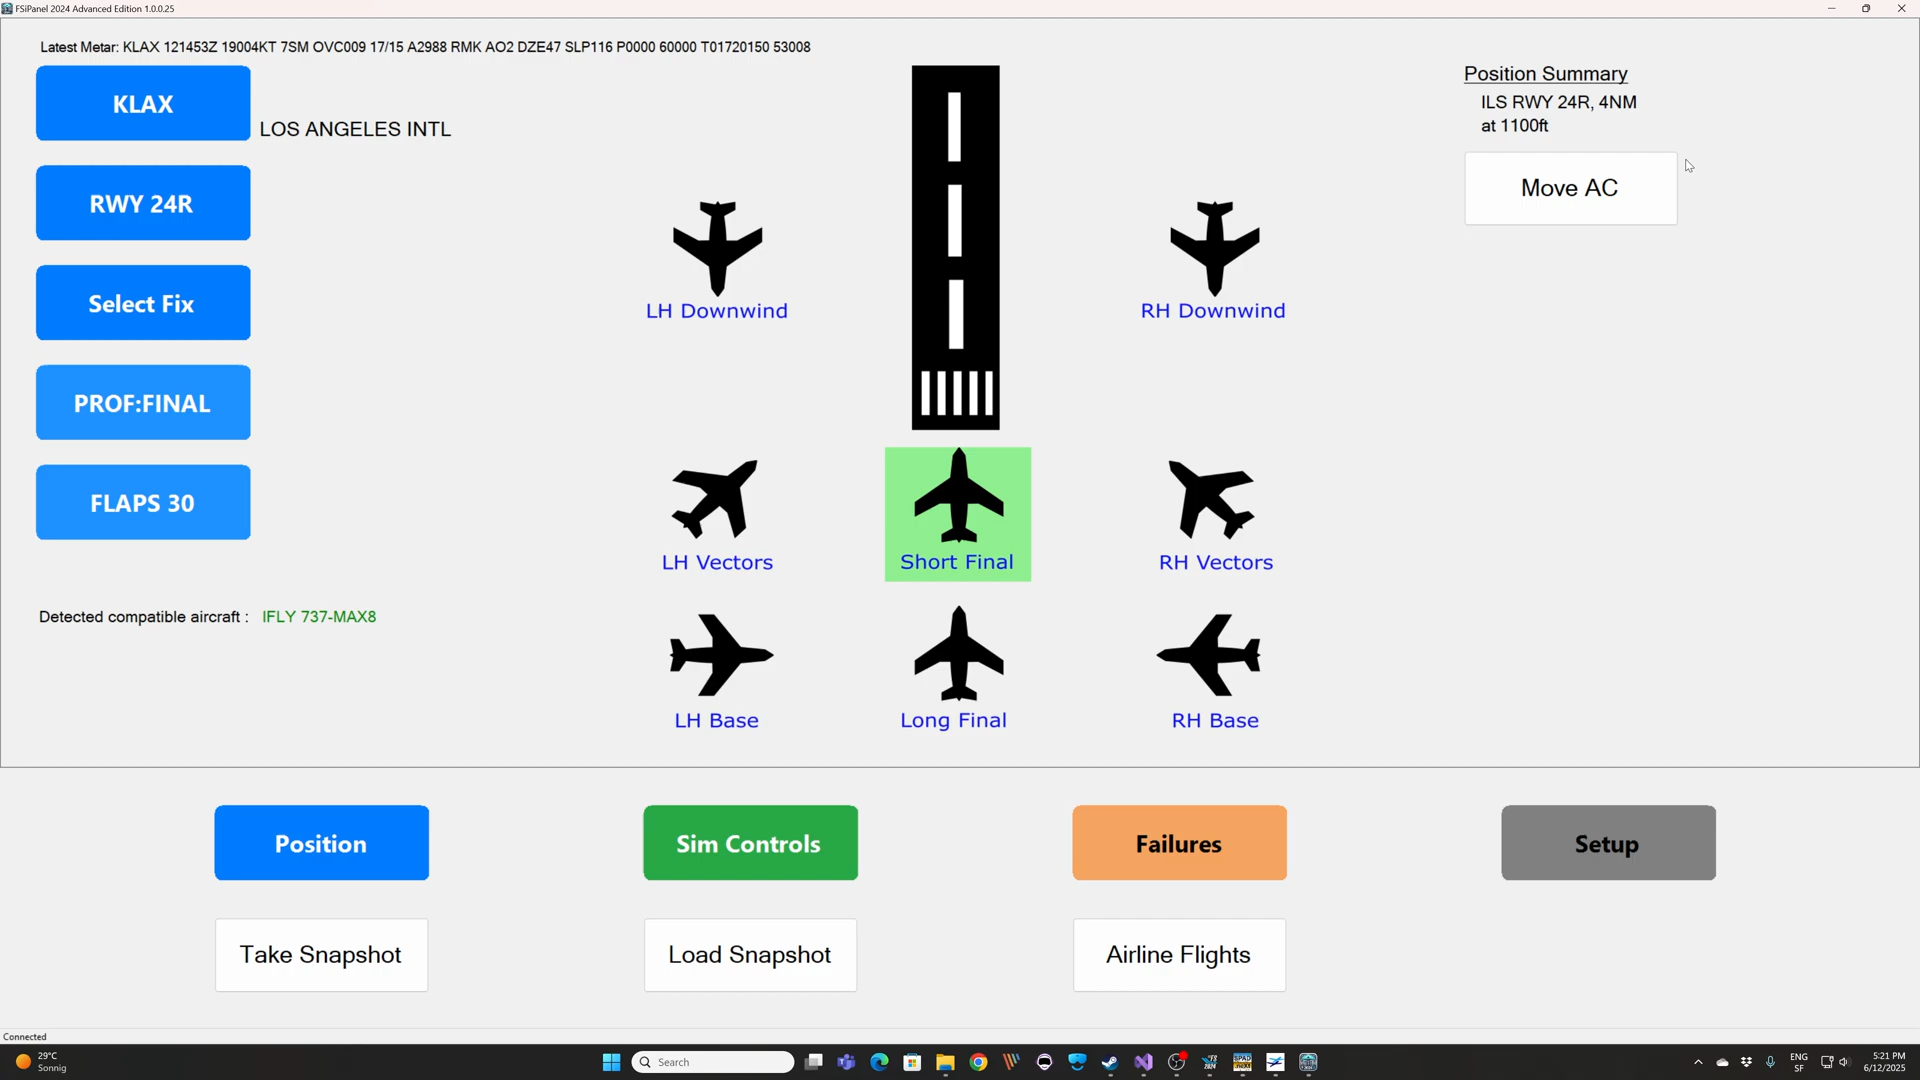 FSiPanel 2024 Advanced Edition 1.0.0.25
Latest Metar: KLAX 121453Z 19004KT 7SM OVC009 17/15 A2988 RMK AO2 DZE47 SLP116 P0000 60000 T01720150 53008
KLAX
LOS ANGELES INTL
RWY 24R
Select Fix
PROF:FINAL
FLAPS 30
Detected compatible aircraft : IFLY 737-MAX8
LH Downwind
RH Downwind
LH Vectors
Short Final
RH Vectors
LH Base
Long Final
RH Base
Position Summary
ILS RWY 24R, 4NM
at 1100ft
Move AC
Position
Sim Controls
Failures
Setup
Take Snapshot
Load Snapshot
Airline Flights
Connected
29°C
Sonnig
Search
ENG
SF
5:21 PM
6/12/2025